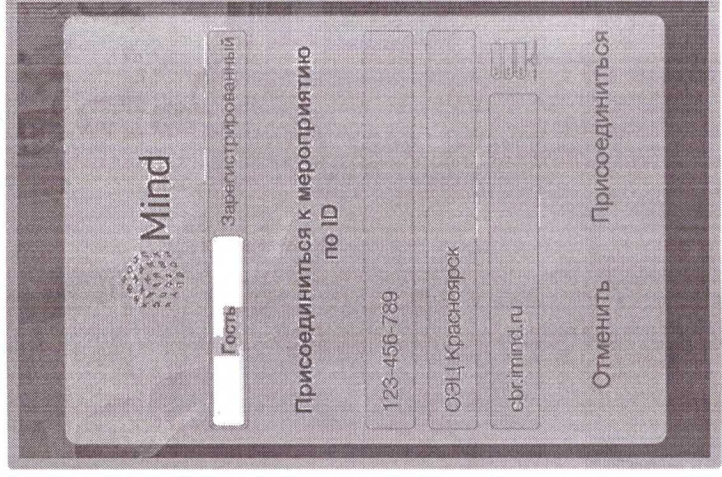 Mind
Гость Зарегистрированный
Присоединиться к мероприятию
по ID
123-456-789
ОЭЦ Красноярск
cbr.imind.ru
Отменить Присоединиться